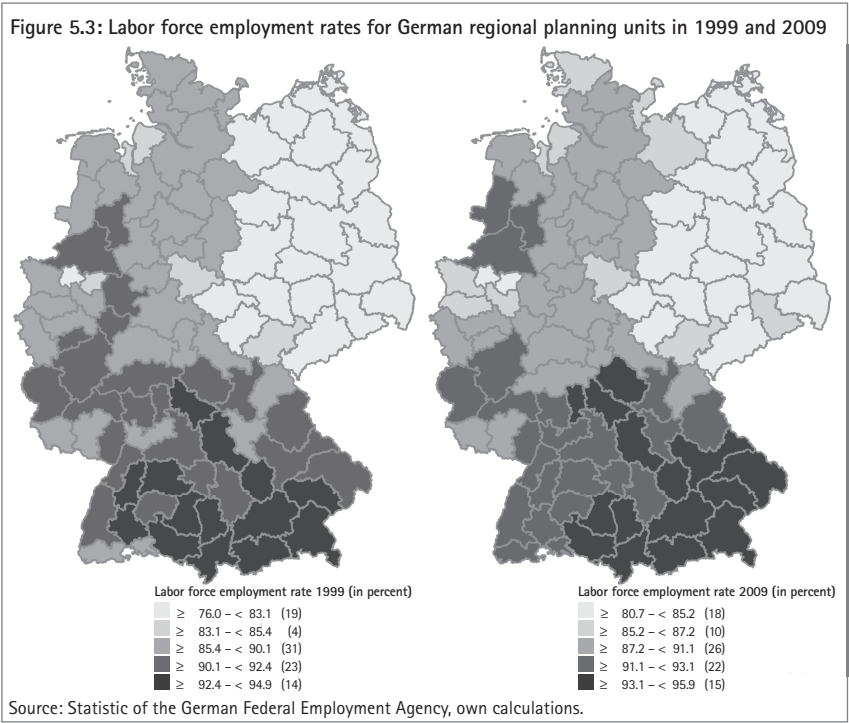 Figure 5.3: Labor force employment rates for German regional planning units in 1999 and 2009
Labor force employment rate 1999 (in percent)
≥ 76.0 – < 83.1 (19)
≥ 83.1 – < 85.4 (4)
≥ 85.4 – < 90.1 (31)
≥ 90.1 – < 92.4 (23)
≥ 92.4 – < 94.9 (14)
Labor force employment rate 2009 (in percent)
≥ 80.7 – < 85.2 (18)
≥ 85.2 – < 87.2 (10)
≥ 87.2 – < 91.1 (26)
≥ 91.1 – < 93.1 (22)
≥ 93.1 – < 95.9 (15)
Source: Statistic of the German Federal Employment Agency, own calculations.